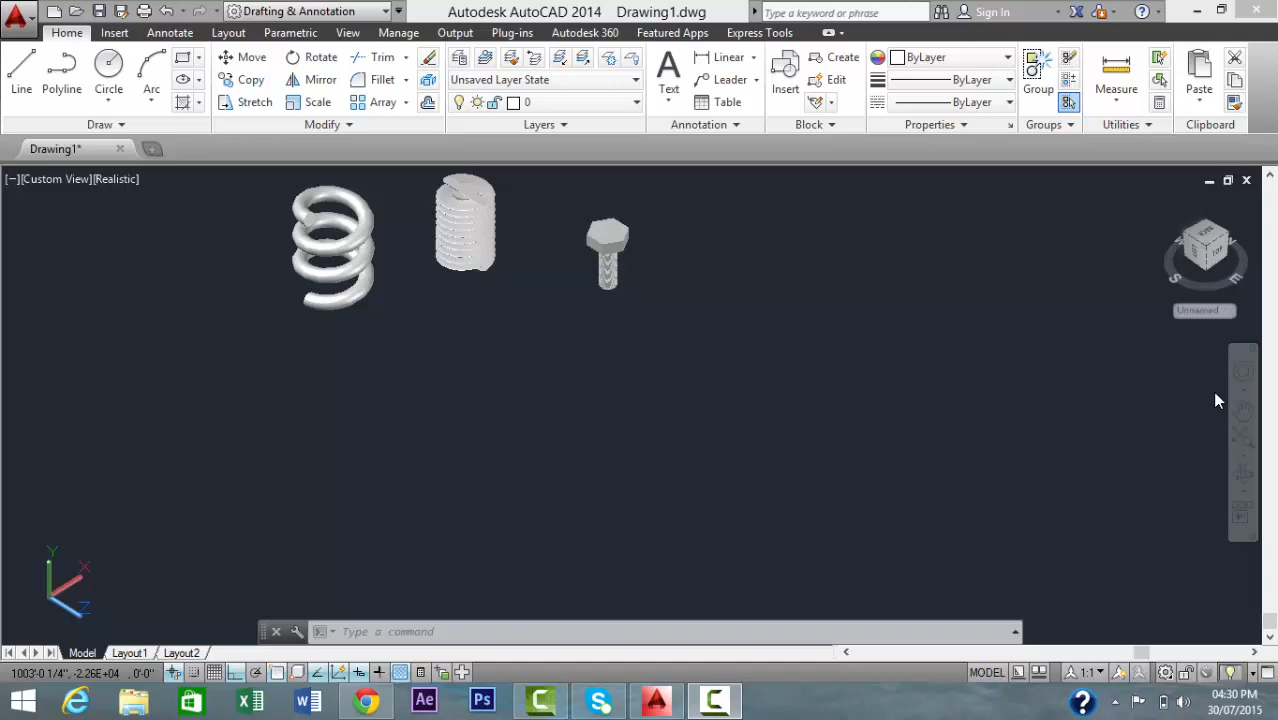 Drafting & Annotation
Autodesk AutoCAD 2014 Drawing1.dwg
Type a keyword or phrase
Sign In
Home Insert Annotate Layout Parametric View Manage Output Plug-ins Autodesk 360 Featured Apps Express Tools
Line Polyline Circle Arc
Move Rotate Trim
Copy Mirror Fillet
Stretch Scale Array
Unsaved Layer State
0
Text
Linear
Leader
Table
Insert
Create
Edit
ByLayer
ByLayer
ByLayer
Group
Measure
Paste
Draw Modify Layers Annotation Block Properties Groups Utilities Clipboard
Drawing1*
[−][Custom View][Realistic]
BACK
TOP
S
E
Unnamed
Y
X
Z
Type a command
Model Layout1 Layout2
1003'-0 1/4", -2.26E+04, 0'-0"
MODEL
1:1
Ae
Ps
04:30 PM
30/07/2015